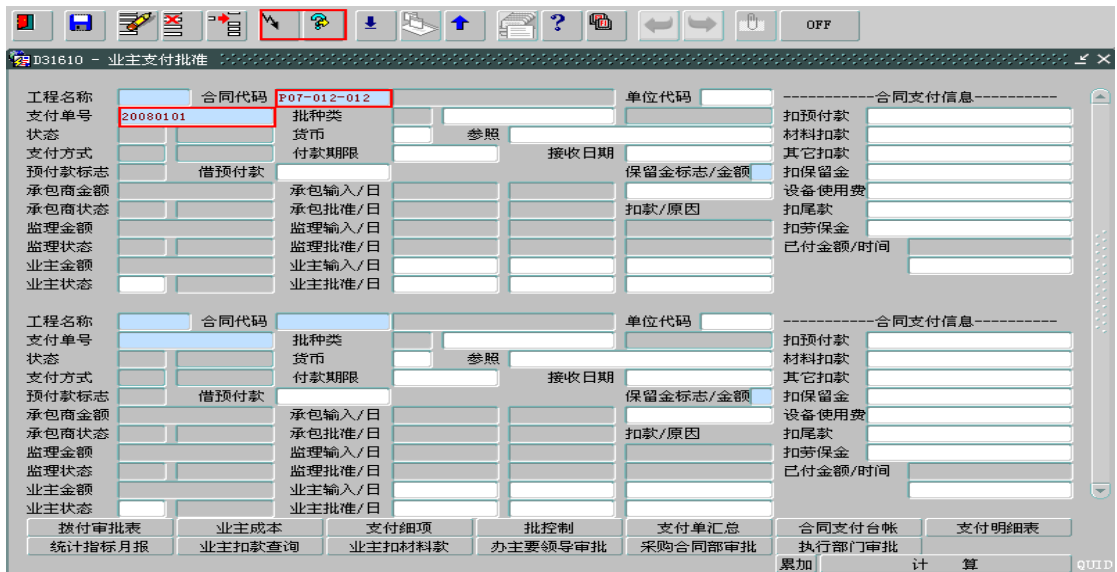 OFF
D31610 - 业主支付批准
工程名称 合同代码 P07-012-012 单位代码 -----------合同支付信息----------
支付单号 20080101 批种类 扣预付款
状态 货币 参照 材料扣款
支付方式 付款期限 接收日期 其它扣款
预付款标志 借预付款 保留金标志/金额 扣保留金
承包商金额 承包输入/日 设备使用费
承包商状态 承包批准/日 扣款/原因 扣尾款
监理金额 监理输入/日 扣劳保金
监理状态 监理批准/日 已付金额/时间
业主金额 业主输入/日
业主状态 业主批准/日
工程名称 合同代码 单位代码 -----------合同支付信息----------
支付单号 批种类 扣预付款
状态 货币 参照 材料扣款
支付方式 付款期限 接收日期 其它扣款
预付款标志 借预付款 保留金标志/金额 扣保留金
承包商金额 承包输入/日 设备使用费
承包商状态 承包批准/日 扣款/原因 扣尾款
监理金额 监理输入/日 扣劳保金
监理状态 监理批准/日 已付金额/时间
业主金额 业主输入/日
业主状态 业主批准/日
拨付审批表 业主成本 支付细项 批控制 支付单汇总 合同支付台帐 支付明细表
统计指标月报 业主扣款查询 业主扣材料款 办主要领导审批 采购合同部审批 执行部门审批
累加 计 算 QUID